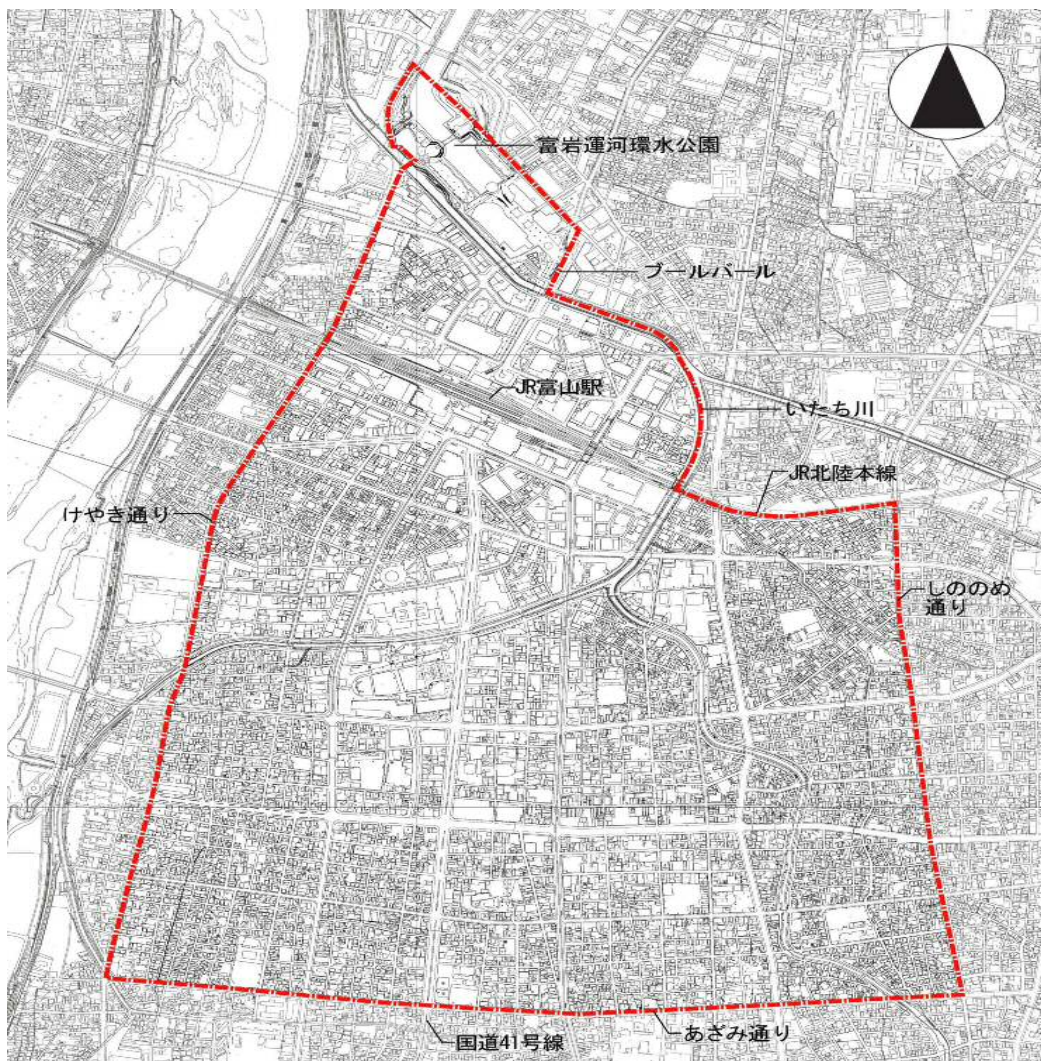 富岩運河環水公園
ブールバール
JR富山駅
いたち川
JR北陸本線
けやき通り
しののめ
通り
国道41号線
あざみ通り